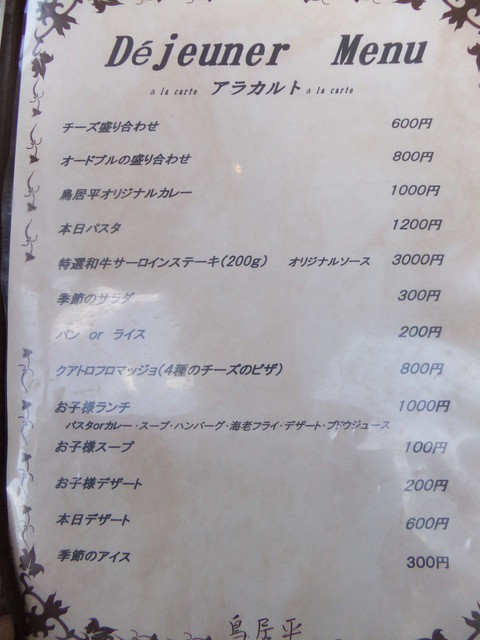 Déjeuner Menu
à la carte アラカルト à la carte
チーズ盛り合わせ 600円
オードブルの盛り合わせ 800円
鳥居平オリジナルカレー 1000円
本日パスタ 1200円
特選和牛サーロインステーキ(200g) オリジナルソース 3000円
季節のサラダ 300円
パン or ライス 200円
クアトロフロマッジョ(4種のチーズのピザ) 800円
お子様ランチ 1000円
パスタorカレー・スープ・ハンバーグ・海老フライ・デザート・ブドウジュース
お子様スープ 100円
お子様デザート 200円
本日デザート 600円
季節のアイス 300円
鳥居平